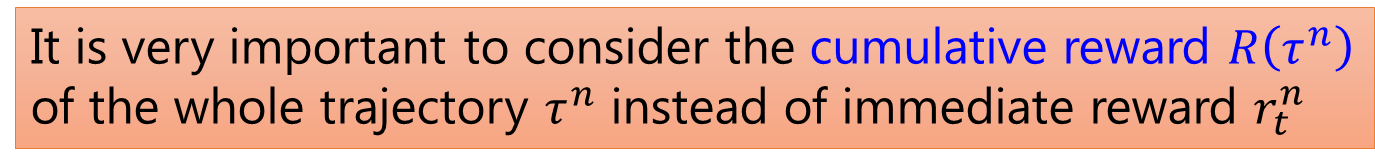 It is very important to consider the cumulative reward 𝑅(𝜏ⁿ)
of the whole trajectory 𝜏ⁿ instead of immediate reward 𝑟ₜⁿ